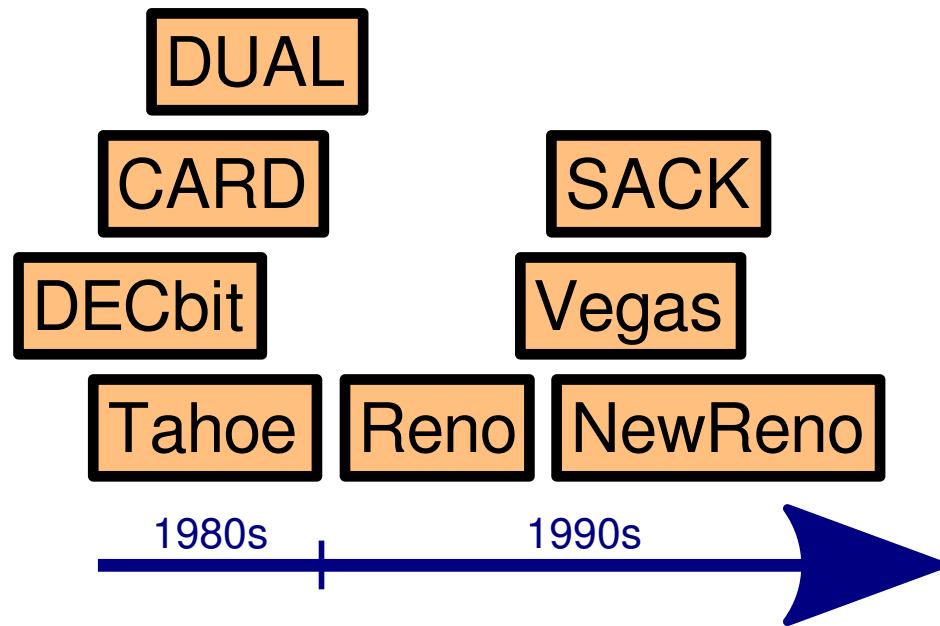 DUAL
CARD
SACK
DECbit
Vegas
Tahoe
Reno
NewReno
1980s
1990s